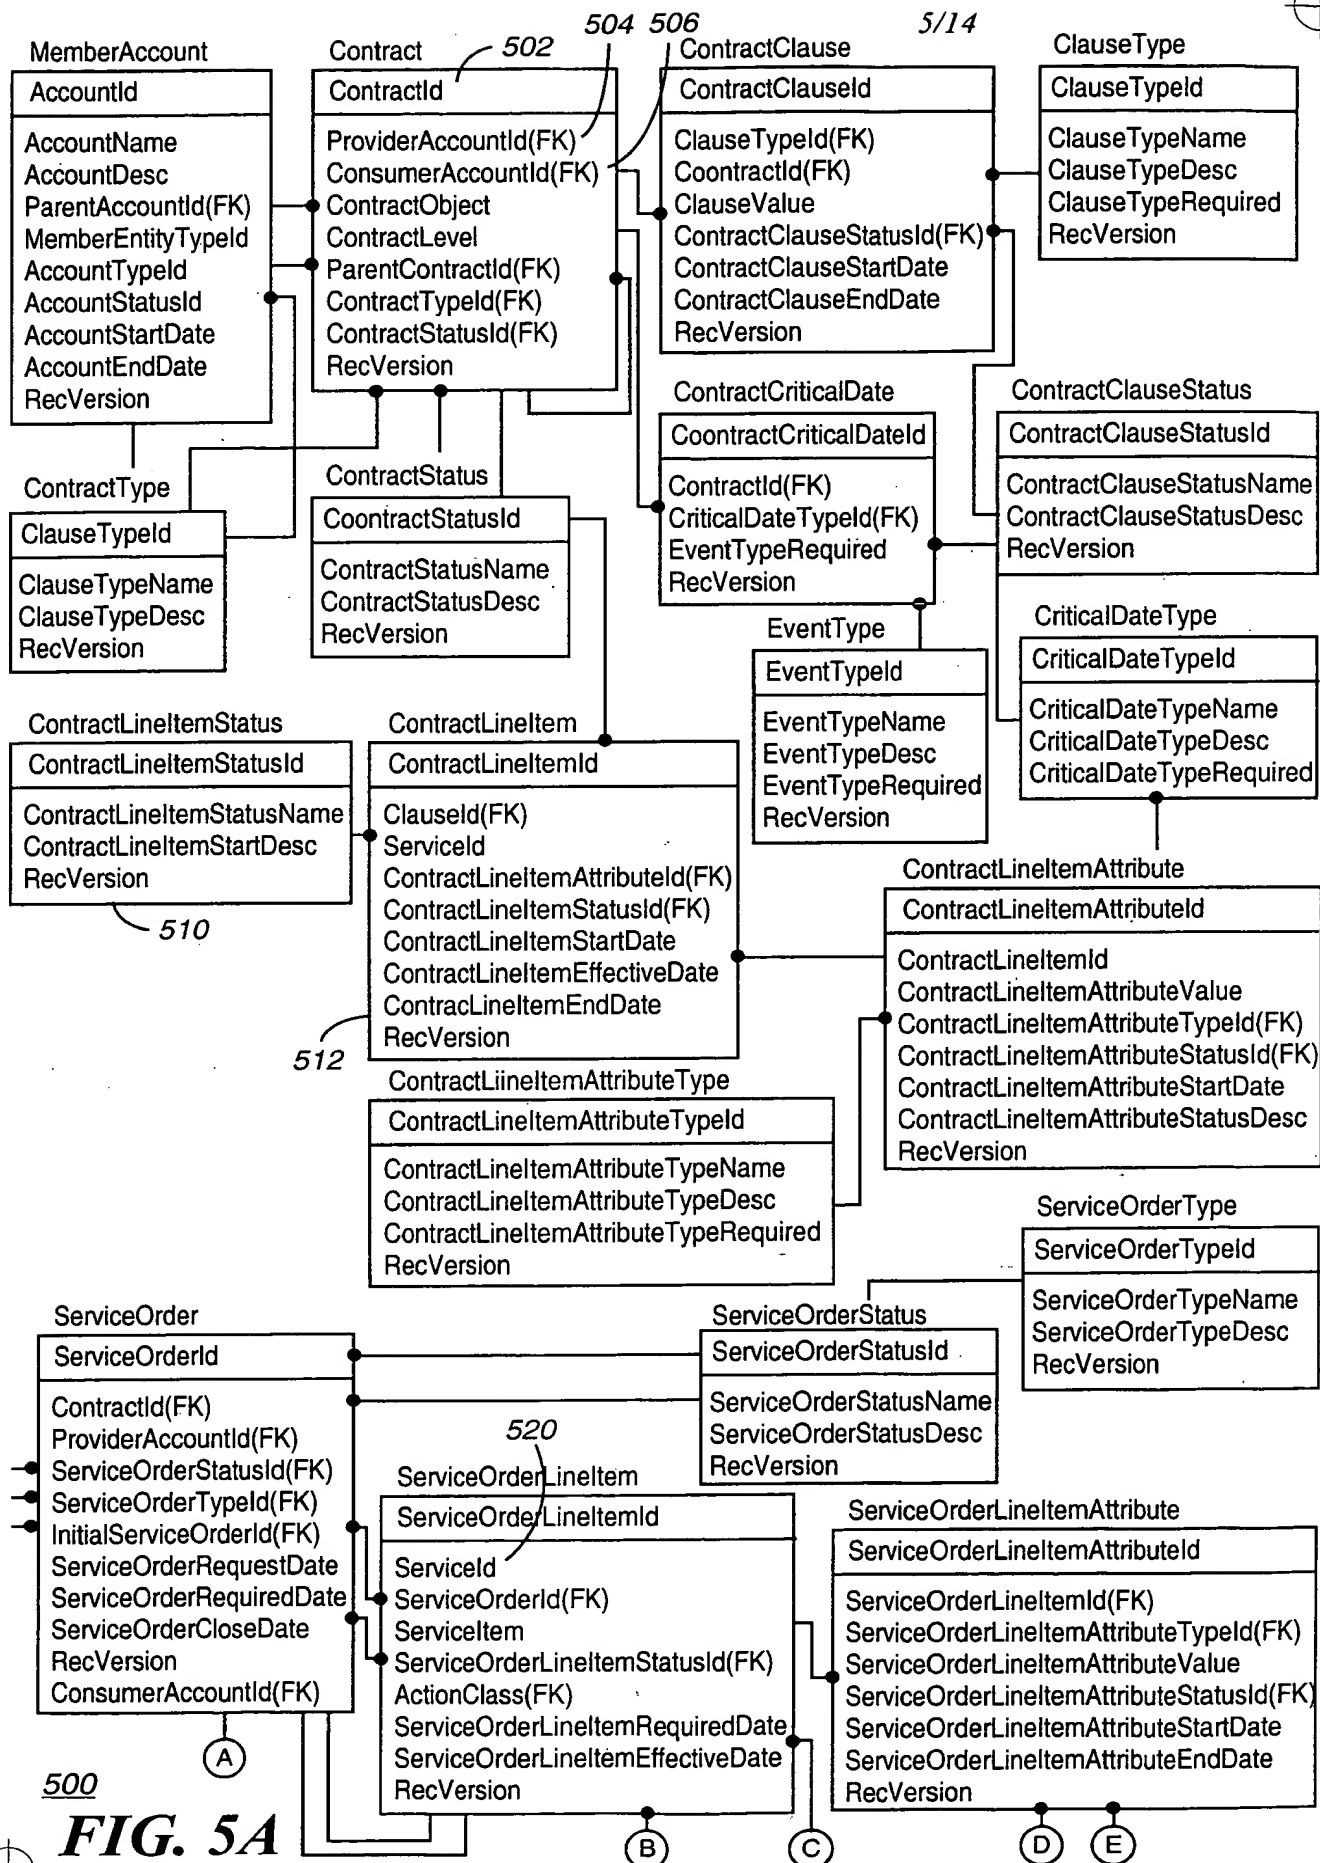 5/14
504 506
502
MemberAccount
AccountId
AccountName
AccountDesc
ParentAccountId(FK)
MemberEntityTypeId
AccountTypeId
AccountStatusId
AccountStartDate
AccountEndDate
RecVersion
Contract
ContractId
ProviderAccountId(FK)
ConsumerAccountId(FK)
ContractObject
ContractLevel
ParentContractId(FK)
ContractTypeId(FK)
ContractStatusId(FK)
RecVersion
ContractClause
ContractClauseId
ClauseTypeId(FK)
CoontractId(FK)
ClauseValue
ContractClauseStatusId(FK)
ContractClauseStartDate
ContractClauseEndDate
RecVersion
ClauseType
ClauseTypeId
ClauseTypeName
ClauseTypeDesc
ClauseTypeRequired
RecVersion
ContractType
ClauseTypeId
ClauseTypeName
ClauseTypeDesc
RecVersion
ContractStatus
CoontractStatusId
ContractStatusName
ContractStatusDesc
RecVersion
ContractCriticalDate
CoontractCriticalDateId
ContractId(FK)
CriticalDateTypeId(FK)
EventTypeRequired
RecVersion
ContractClauseStatus
ContractClauseStatusId
ContractClauseStatusName
ContractClauseStatusDesc
RecVersion
EventType
EventTypeId
EventTypeName
EventTypeDesc
EventTypeRequired
RecVersion
CriticalDateType
CriticalDateTypeId
CriticalDateTypeName
CriticalDateTypeDesc
CriticalDateTypeRequired
ContractLineItemStatus
ContractLineItemStatusId
ContractLineItemStatusName
ContractLineItemStartDesc
RecVersion
510
ContractLineItem
ContractLineItemId
ClauseId(FK)
ServiceId
ContractLineItemAttributeId(FK)
ContractLineItemStatusId(FK)
ContractLineItemStartDate
ContractLineItemEffectiveDate
ContracLineItemEndDate
RecVersion
512
ContractLineItemAttribute
ContractLineItemAttributeId
ContractLineItemId
ContractLineItemAttributeValue
ContractLineItemAttributeTypeId(FK)
ContractLineItemAttributeStatusId(FK)
ContractLineItemAttributeStartDate
ContractLineItemAttributeStatusDesc
RecVersion
ContractLiineItemAttributeType
ContractLineItemAttributeTypeId
ContractLineItemAttributeTypeName
ContractLineItemAttributeTypeDesc
ContractLineItemAttributeTypeRequired
RecVersion
ServiceOrderType
ServiceOrderTypeId
ServiceOrderTypeName
ServiceOrderTypeDesc
RecVersion
ServiceOrder
ServiceOrderId
ContractId(FK)
ProviderAccountId(FK)
ServiceOrderStatusId(FK)
ServiceOrderTypeId(FK)
InitialServiceOrderId(FK)
ServiceOrderRequestDate
ServiceOrderRequiredDate
ServiceOrderCloseDate
RecVersion
ConsumerAccountId(FK)
ServiceOrderStatus
ServiceOrderStatusId
ServiceOrderStatusName
ServiceOrderStatusDesc
RecVersion
520
ServiceOrderLineItem
ServiceOrderLineItemId
ServiceId
ServiceOrderId(FK)
ServiceItem
ServiceOrderLineItemStatusId(FK)
ActionClass(FK)
ServiceOrderLineItemRequiredDate
ServiceOrderLineItemEffectiveDate
RecVersion
ServiceOrderLineItemAttribute
ServiceOrderLineItemAttributeId
ServiceOrderLineItemId(FK)
ServiceOrderLineItemAttributeTypeId(FK)
ServiceOrderLineItemAttributeValue
ServiceOrderLineItemAttributeStatusId(FK)
ServiceOrderLineItemAttributeStartDate
ServiceOrderLineItemAttributeEndDate
RecVersion
A
B
C
D
E
500
FIG. 5A